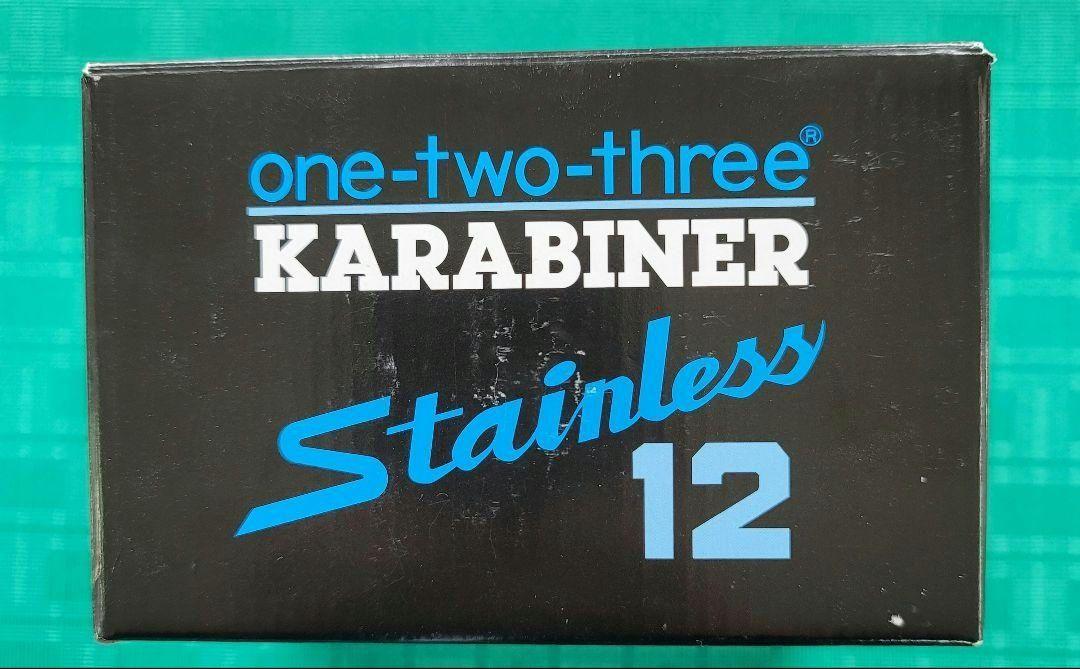 one-two-three®
KARABINER
Stainless
12